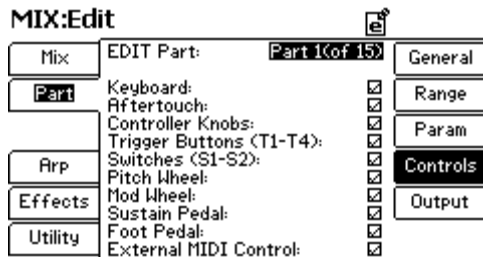 MIX:Edit e
Mix
Part
Arp
Effects
Utility
EDIT Part: Part 1(of 15)
Keyboard:
Aftertouch:
Controller Knobs:
Trigger Buttons (T1-T4):
Switches (S1-S2):
Pitch Wheel:
Mod Wheel:
Sustain Pedal:
Foot Pedal:
External MIDI Control:
General
Range
Param
Controls
Output